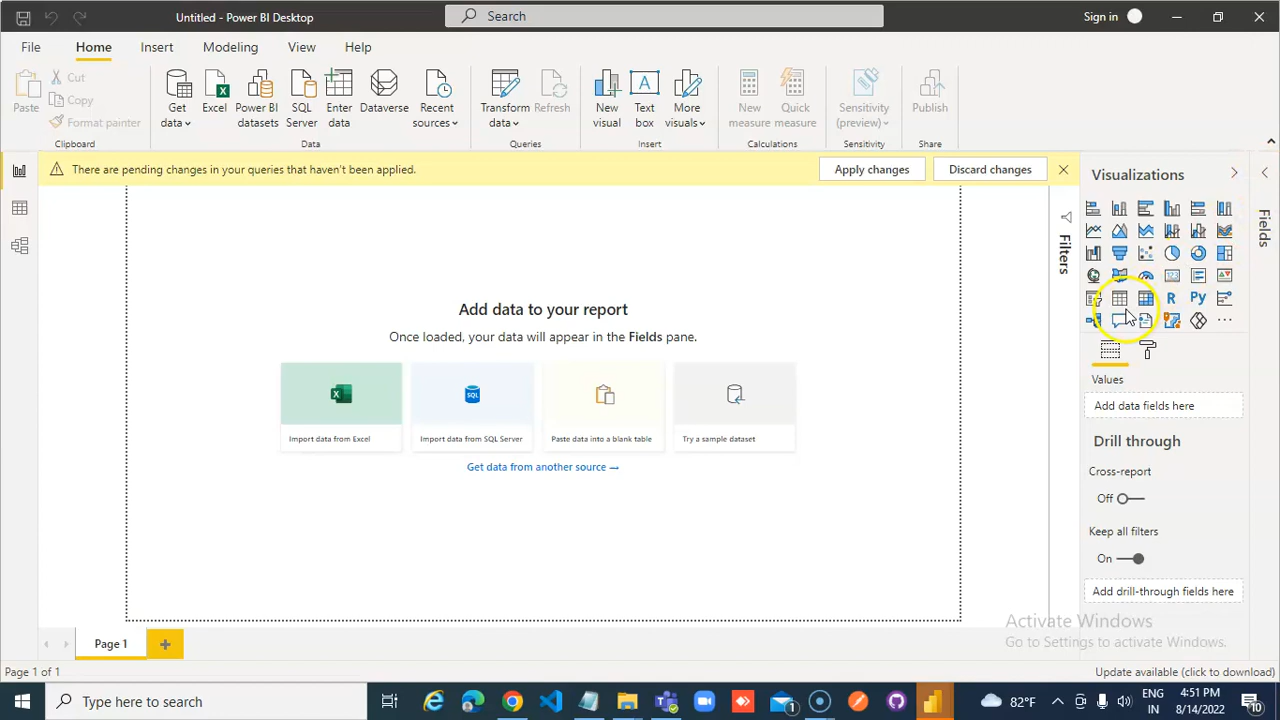 Untitled - Power BI Desktop
Search
Sign in
File
Home
Insert
Modeling
View
Help
Paste
Cut
Copy
Format painter
Clipboard
Get data
Excel
Power BI datasets
SQL Server
Enter data
Dataverse
Recent sources
Data
Transform data
Refresh
Queries
New visual
Text box
More visuals
Insert
New measure
Quick measure
Calculations
Sensitivity (preview)
Sensitivity
Publish
Share
There are pending changes in your queries that haven't been applied.
Apply changes
Discard changes
Filters
Visualizations
Fields
R
Py
Add data to your report
Once loaded, your data will appear in the Fields pane.
SQL
Import data from Excel
Import data from SQL Server
Paste data into a blank table
Try a sample dataset
Get data from another source →
Values
Add data fields here
Drill through
Cross-report
Off
Keep all filters
On
Add drill-through fields here
Activate Windows
Go to Settings to activate Windows.
Page 1
Page 1 of 1
Update available (click to download)
Type here to search
1
82°F
ENG
IN
4:51 PM
8/14/2022
10